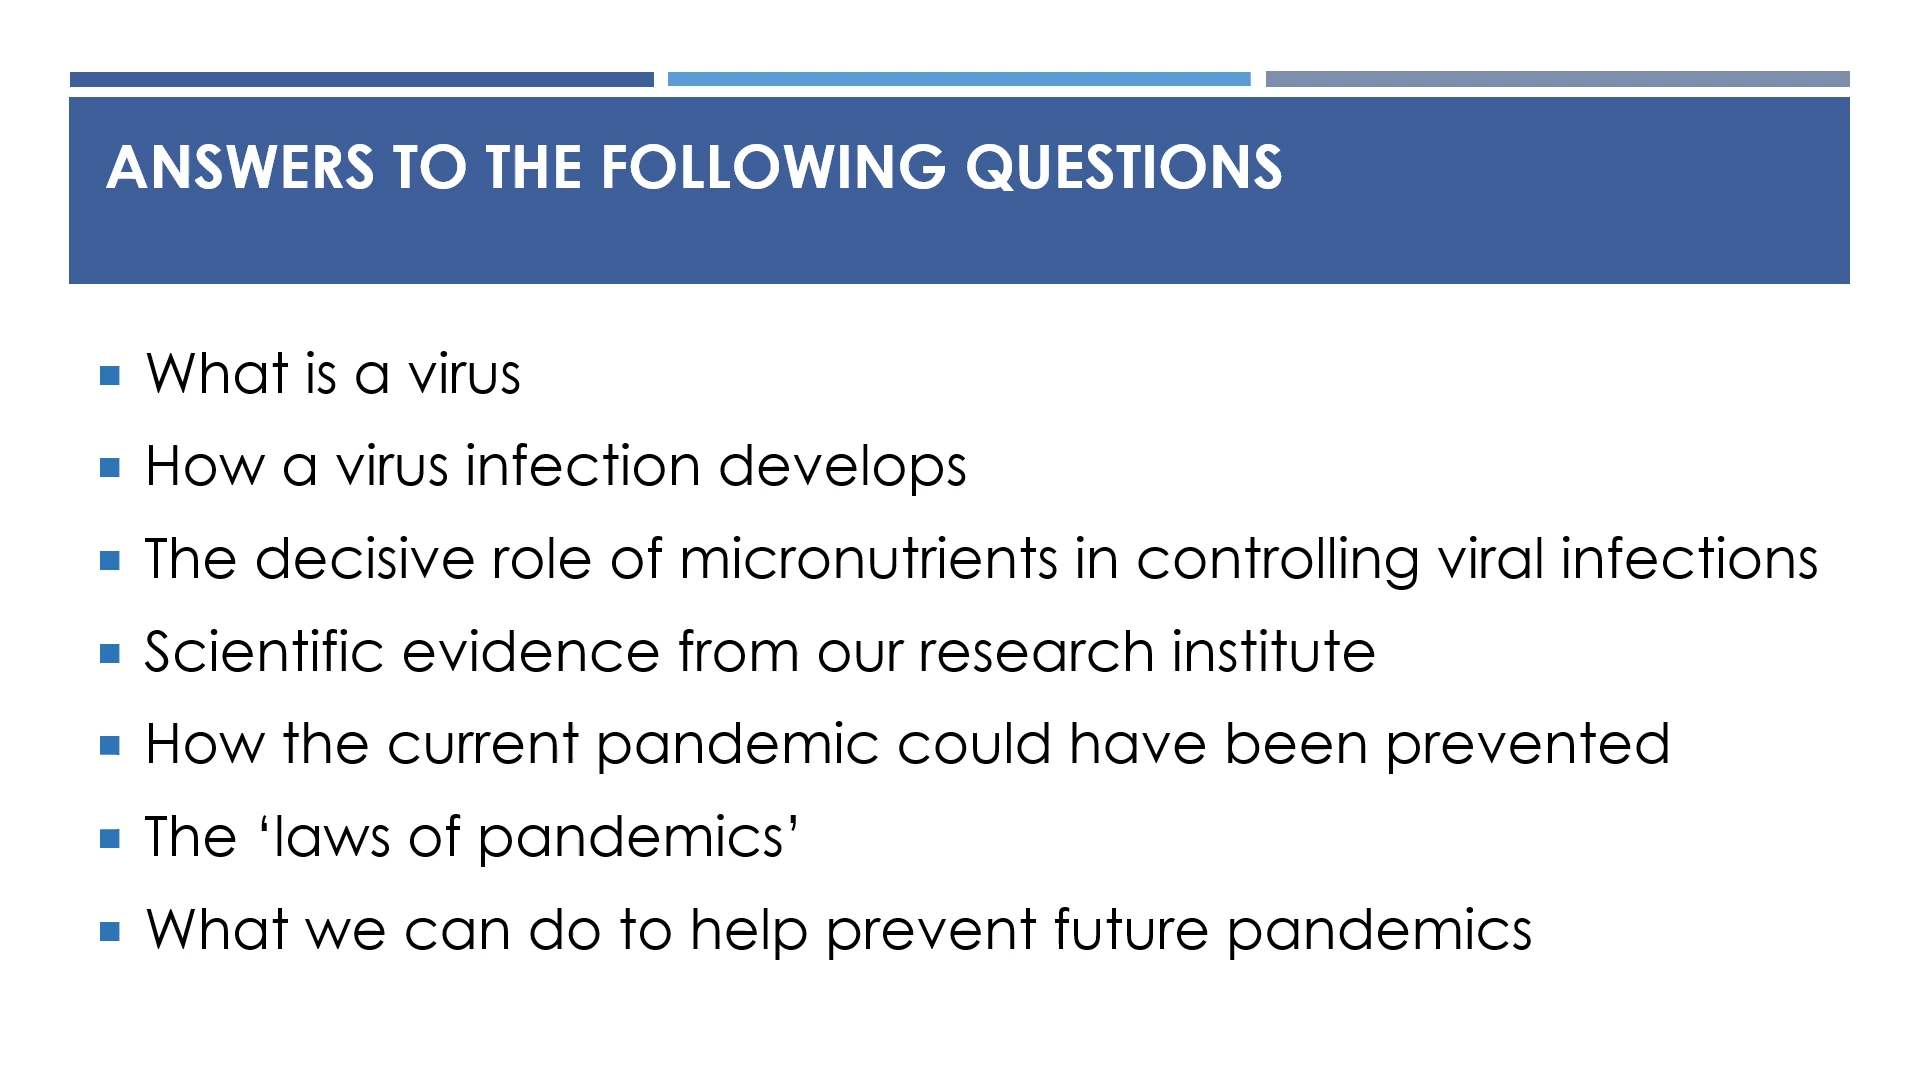 ANSWERS TO THE FOLLOWING QUESTIONS
What is a virus
How a virus infection develops
The decisive role of micronutrients in controlling viral infections
Scientific evidence from our research institute
How the current pandemic could have been prevented
The ‘laws of pandemics’
What we can do to help prevent future pandemics